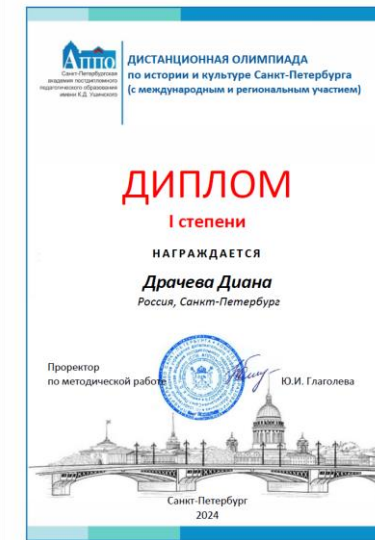 АППО
Санкт-Петербургская
академия постдипломного
педагогического образования
имени К.Д. Ушинского
ДИСТАНЦИОННАЯ ОЛИМПИАДА
по истории и культуре Санкт-Петербурга
(с международным и региональным участием)
ДИПЛОМ
I степени
НАГРАЖДАЕТСЯ
Драчева Диана
Россия, Санкт-Петербург
Проректор
по методической работе
Ю.И. Глаголева
Санкт-Петербург
2024